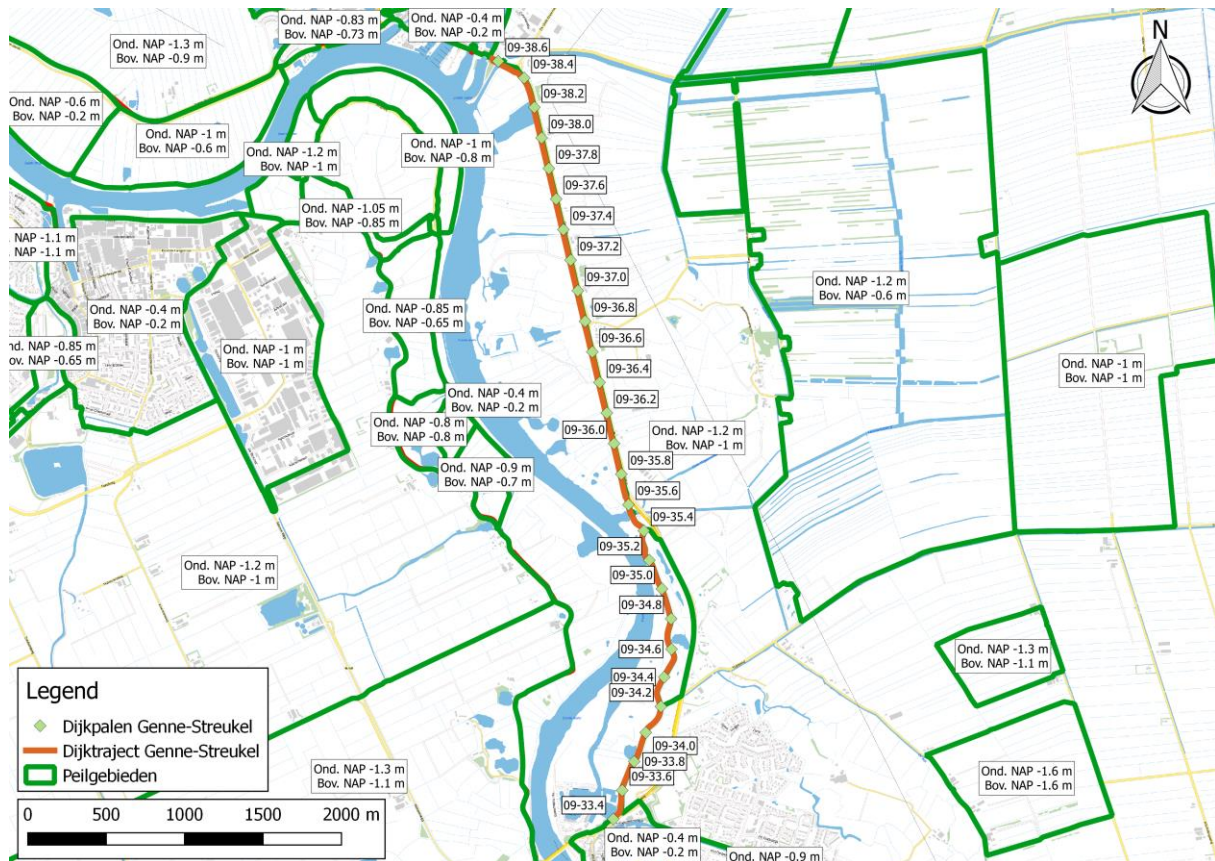 Ond. NAP -0.83 m
Bov. NAP -0.73 m
Ond. NAP -0.4 m
Bov. NAP -0.2 m
Ond. NAP -1.3 m
Bov. NAP -0.9 m
N
09-38.6
09-38.4
Ond. NAP -0.6 m
Bov. NAP -0.2 m
09-38.2
Ond. NAP -1 m
Bov. NAP -0.6 m
09-38.0
Ond. NAP -1.2 m
Bov. NAP -1 m
Ond. NAP -1 m
Bov. NAP -0.8 m
09-37.8
09-37.6
Ond. NAP -1.05 m
Bov. NAP -0.85 m
09-37.4
. NAP -1.1 m
. NAP -1.1 m
09-37.2
09-37.0
Ond. NAP -1.2 m
Bov. NAP -0.6 m
Ond. NAP -0.4 m
Bov. NAP -0.2 m
Ond. NAP -0.85 m
Bov. NAP -0.65 m
09-36.8
09-36.6
nd. NAP -0.85 m
ov. NAP -0.65 m
Ond. NAP -1 m
Bov. NAP -1 m
09-36.4
Ond. NAP -1 m
Bov. NAP -1 m
09-36.2
Ond. NAP -0.4 m
Bov. NAP -0.2 m
Ond. NAP -0.8 m
Bov. NAP -0.8 m
09-36.0
Ond. NAP -1.2 m
Bov. NAP -1 m
09-35.8
Ond. NAP -0.9 m
Bov. NAP -0.7 m
09-35.6
09-35.4
09-35.2
Ond. NAP -1.2 m
Bov. NAP -1 m
09-35.0
09-34.8
09-34.6
Ond. NAP -1.3 m
Bov. NAP -1.1 m
09-34.4
09-34.2
Legend
Dijkpalen Genne-Streukel
Dijktraject Genne-Streukel
Peilgebieden
09-34.0
09-33.8
09-33.6
Ond. NAP -1.3 m
Bov. NAP -1.1 m
Ond. NAP -1.6 m
Bov. NAP -1.6 m
0 500 1000 1500 2000 m
09-33.4
Ond. NAP -0.4 m
Bov. NAP -0.2 m
Ond. NAP -0.9 m